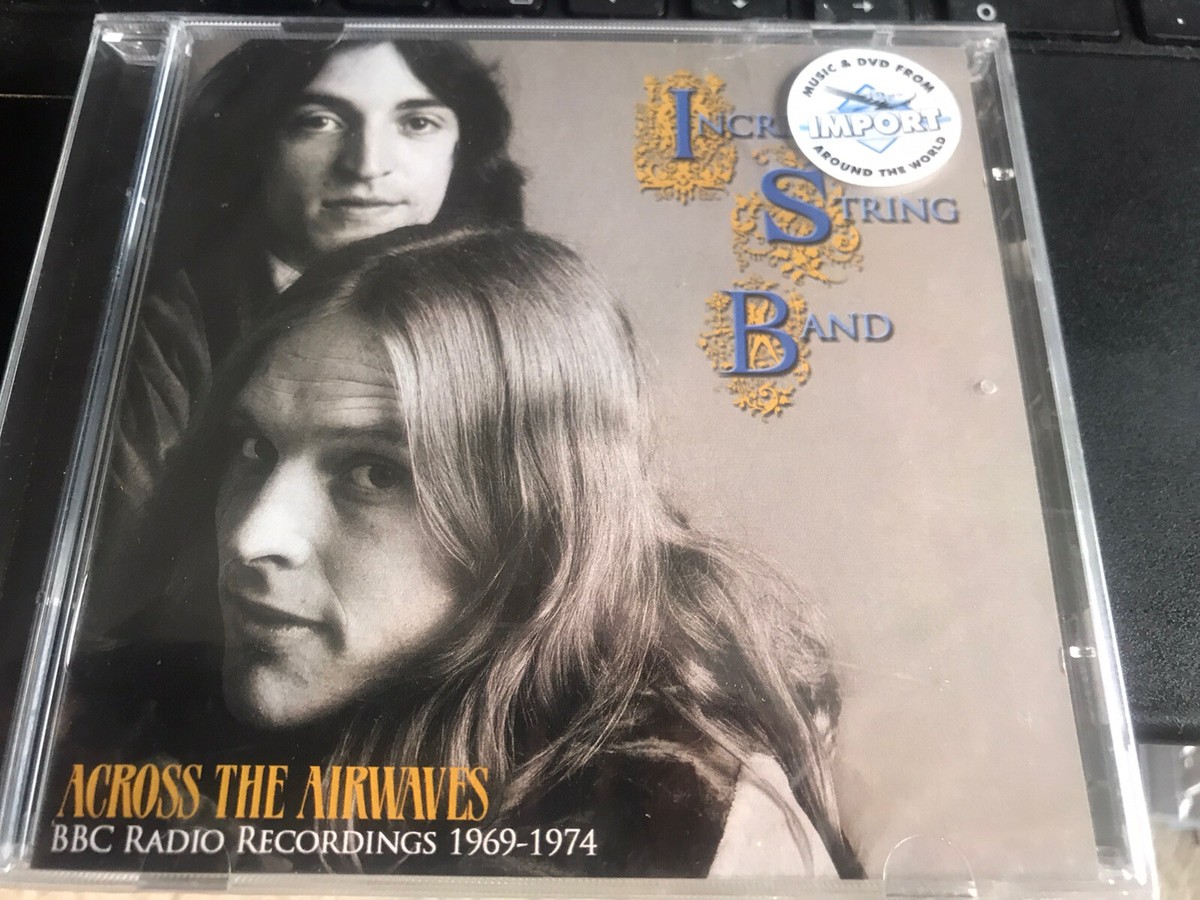 INCR
STRING
BAND
MUSIC & DVD FROM
IMPORT
AROUND THE WORLD
ACROSS THE AIRWAVES
BBC RADIO RECORDINGS 1969-1974